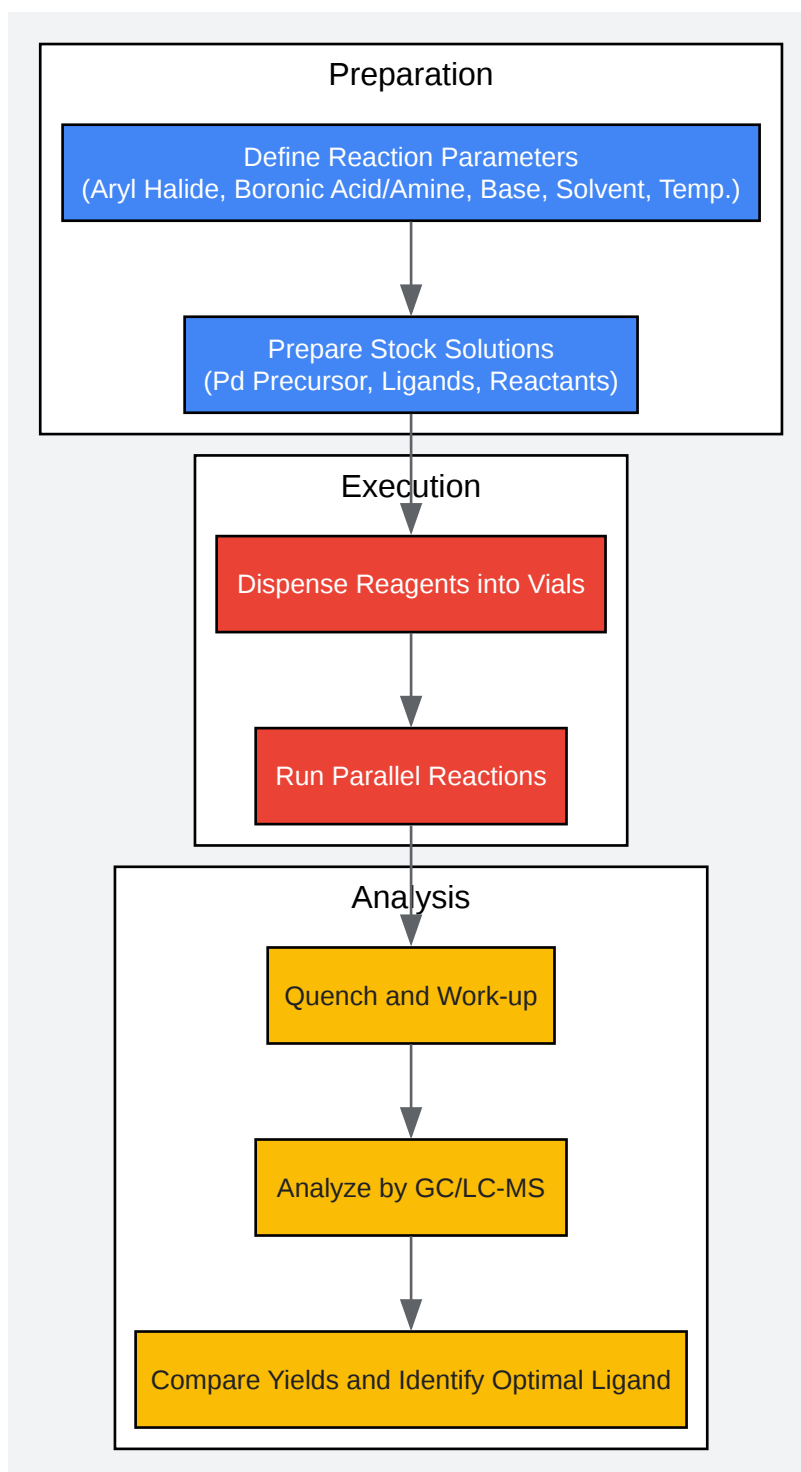 Preparation
Define Reaction Parameters
(Aryl Halide, Boronic Acid/Amine, Base, Solvent, Temp.)
Prepare Stock Solutions
(Pd Precursor, Ligands, Reactants)
Execution
Dispense Reagents into Vials
Run Parallel Reactions
Analysis
Quench and Work-up
Analyze by GC/LC-MS
Compare Yields and Identify Optimal Ligand